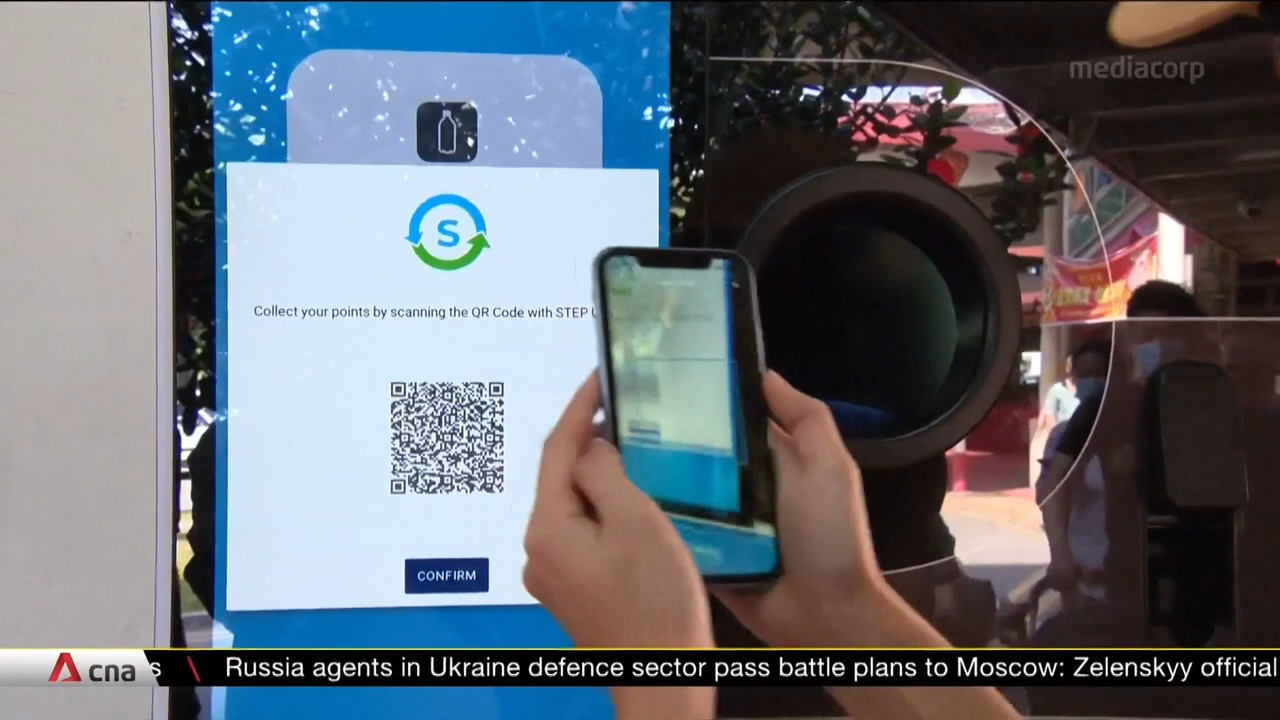 mediacorp
S
Collect your points by scanning the QR Code with STEP
CONFIRM
cna
s \ Russia agents in Ukraine defence sector pass battle plans to Moscow: Zelenskyy official